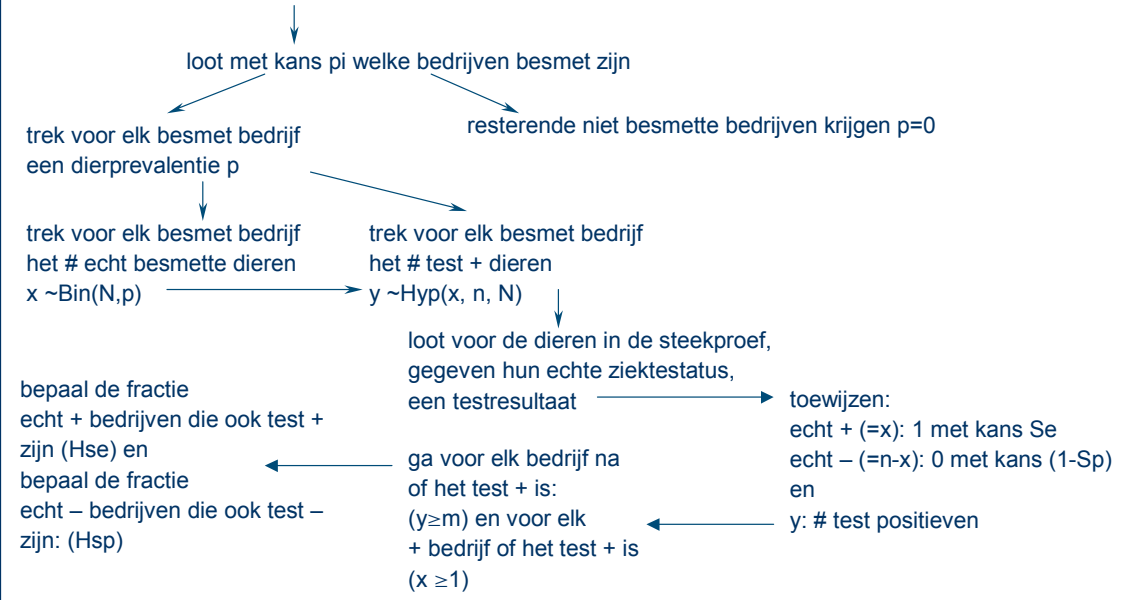 loot met kans pi welke bedrijven besmet zijn
trek voor elk besmet bedrijf
een dierprevalentie p
resterende niet besmette bedrijven krijgen p=0
trek voor elk besmet bedrijf
het # echt besmette dieren
x ~Bin(N,p)
trek voor elk besmet bedrijf
het # test + dieren
y ~Hyp(x, n, N)
loot voor de dieren in de steekproef,
gegeven hun echte ziektestatus,
een testresultaat
toewijzen:
echt + (=x): 1 met kans Se
echt – (=n-x): 0 met kans (1-Sp)
en
y: # test positieven
ga voor elk bedrijf na
of het test + is:
(y≥m) en voor elk
+ bedrijf of het test + is
(x ≥1)
bepaal de fractie
echt + bedrijven die ook test +
zijn (Hse) en
bepaal de fractie
echt – bedrijven die ook test –
zijn: (Hsp)